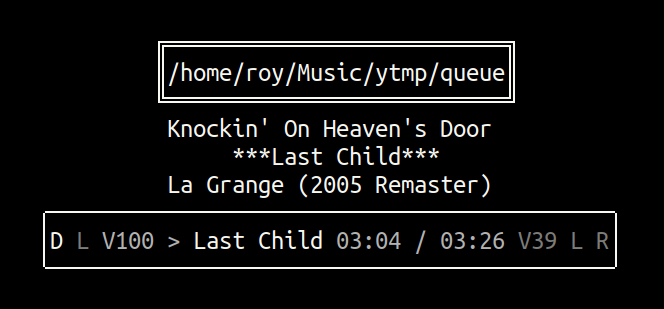 /home/roy/Music/ytmp/queue
Knockin' On Heaven's Door
***Last Child***
La Grange (2005 Remaster)
D L V100 > Last Child 03:04 / 03:26 V39 L R